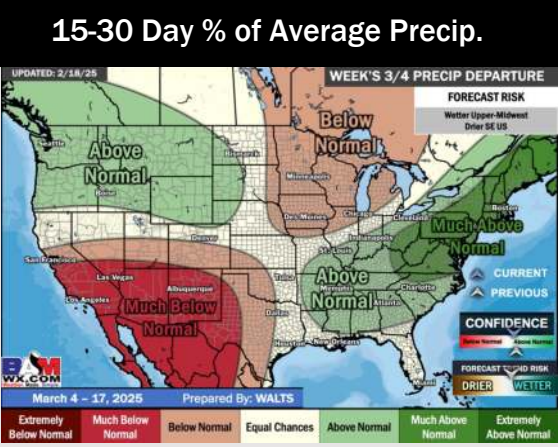 15-30 Day % of Average Precip.
UPDATED: 2/18/25
WEEK'S 3/4 PRECIP DEPARTURE
FORECAST RISK
Wetter Upper-Midwest
Drier SE US
Below
Normal
Seattle
Above
Normal
Boise
Bismarck
Minneapolis
Des Moines
Chicago
Cleveland
Boston
Much Above
Normal
Indianapolis
St. Louis
Denver
San Francisco
Las Vegas
Los Angeles
Albuquerque
Much Below
Normal
Tulsa
Above
Normal
Memphis
Charlotte
Atlanta
Dallas
Houston
New Orleans
Miami
CURRENT
PREVIOUS
CONFIDENCE
Below Normal
Above Normal
DRIER
WETTER
BAM
WX.COM
March 4 – 17, 2025
Prepared By: WALTS
Extremely
Below Normal
Much Below
Normal
Below Normal
Equal Chances
Above Normal
Much Above
Normal
Extremely
Above Normal